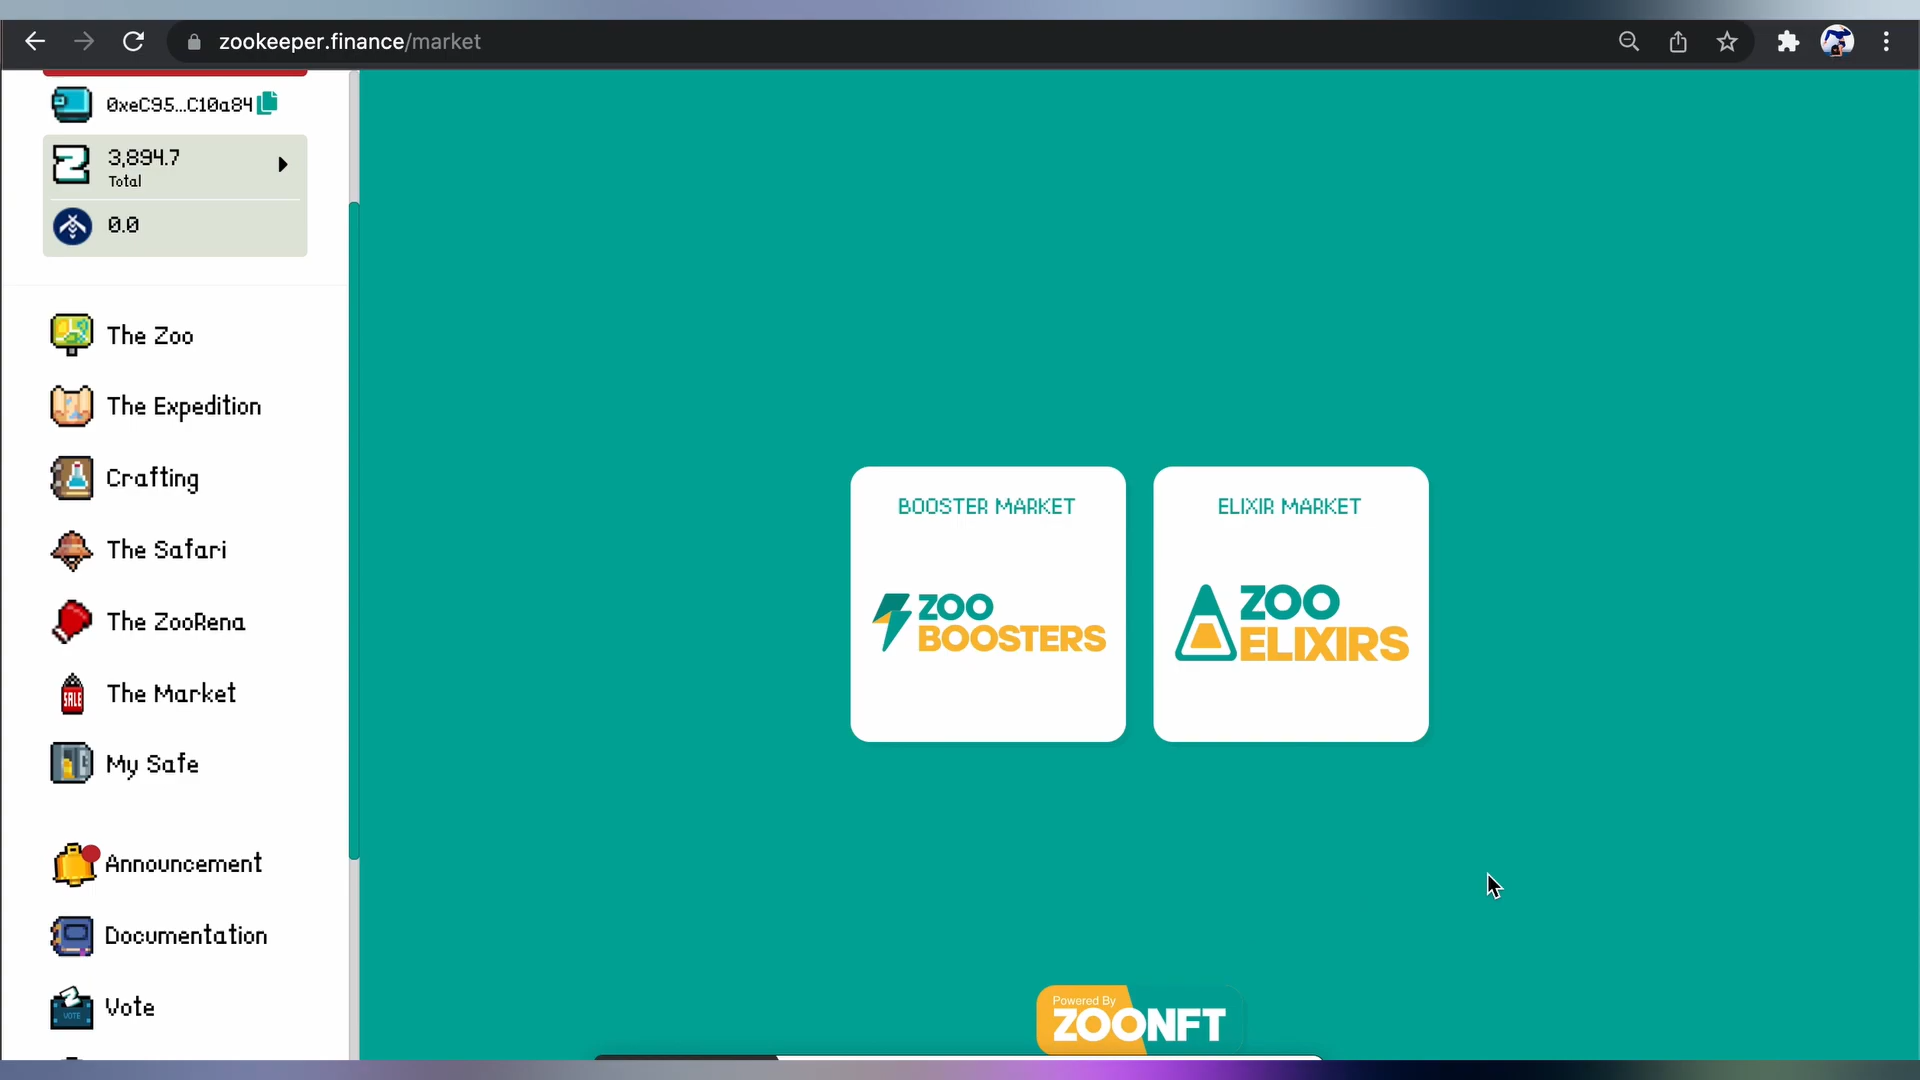 zookeeper.finance/market
0xeC95...C10a84
3,894.7
Total
0.0
The Zoo
The Expedition
Crafting
The Safari
The ZooRena
SALE
The Market
My Safe
Announcement
Documentation
VOTE
Vote
BOOSTER MARKET
ZOO
BOOSTERS
ELIXIR MARKET
ZOO
ELIXIRS
Powered By
ZOONFT